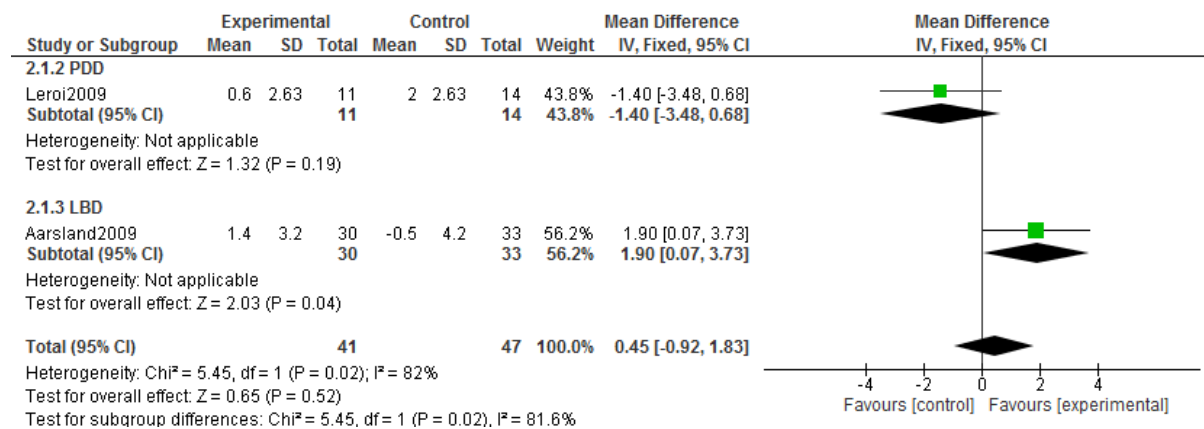 Experimental Control Mean Difference Mean Difference
Study or Subgroup Mean SD Total Mean SD Total Weight IV, Fixed, 95% CI IV, Fixed, 95% CI
2.1.2 PDD
Leroi2009 0.6 2.63 11 2 2.63 14 43.8% -1.40 [-3.48, 0.68]
Subtotal (95% CI) 11 14 43.8% -1.40 [-3.48, 0.68]
Heterogeneity: Not applicable
Test for overall effect: Z = 1.32 (P = 0.19)
2.1.3 LBD
Aarsland2009 1.4 3.2 30 -0.5 4.2 33 56.2% 1.90 [0.07, 3.73]
Subtotal (95% CI) 30 33 56.2% 1.90 [0.07, 3.73]
Heterogeneity: Not applicable
Test for overall effect: Z = 2.03 (P = 0.04)
Total (95% CI) 41 47 100.0% 0.45 [-0.92, 1.83]
Heterogeneity: Chi² = 5.45, df = 1 (P = 0.02); I² = 82%
Test for overall effect: Z = 0.65 (P = 0.52)
Test for subgroup differences: Chi² = 5.45, df = 1 (P = 0.02), I² = 81.6%
-4 -2 0 2 4
Favours [control] Favours [experimental]